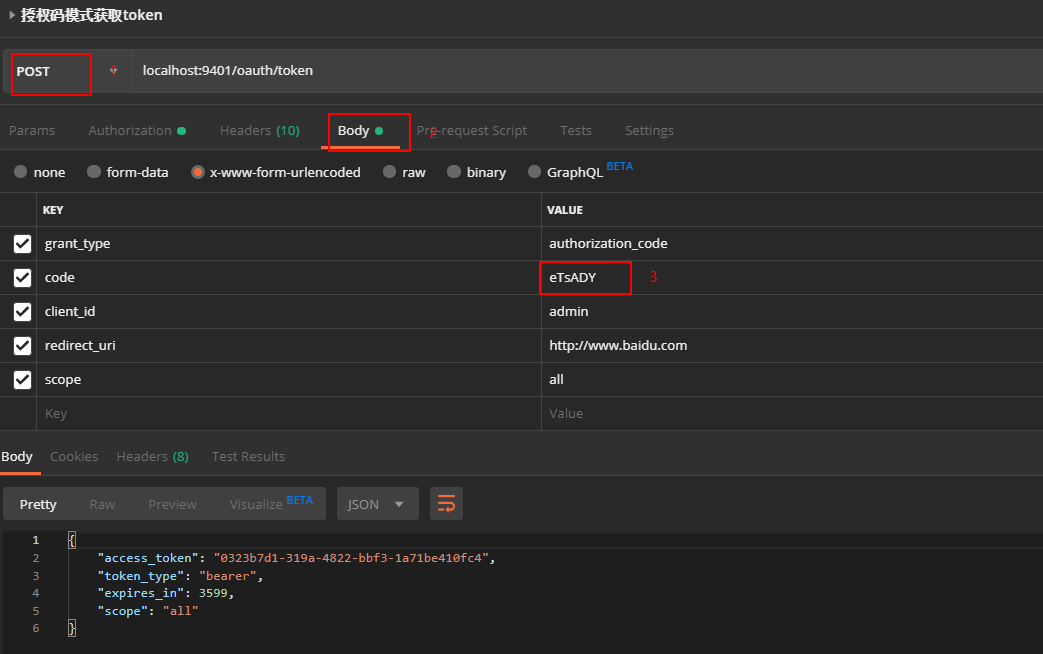 授权码模式获取token
POST 1 localhost:9401/oauth/token
Params Authorization Headers (10) Body 2 Pre-request Script Tests Settings
none form-data x-www-form-urlencoded raw binary GraphQL BETA
KEY VALUE
grant_type authorization_code
code eTsADY 3
client_id admin
redirect_uri http://www.baidu.com
scope all
Key Value
Body Cookies Headers (8) Test Results
Pretty Raw Preview Visualize BETA JSON
1 {
2 "access_token": "0323b7d1-319a-4822-bbf3-1a71be410fc4",
3 "token_type": "bearer",
4 "expires_in": 3599,
5 "scope": "all"
6 }